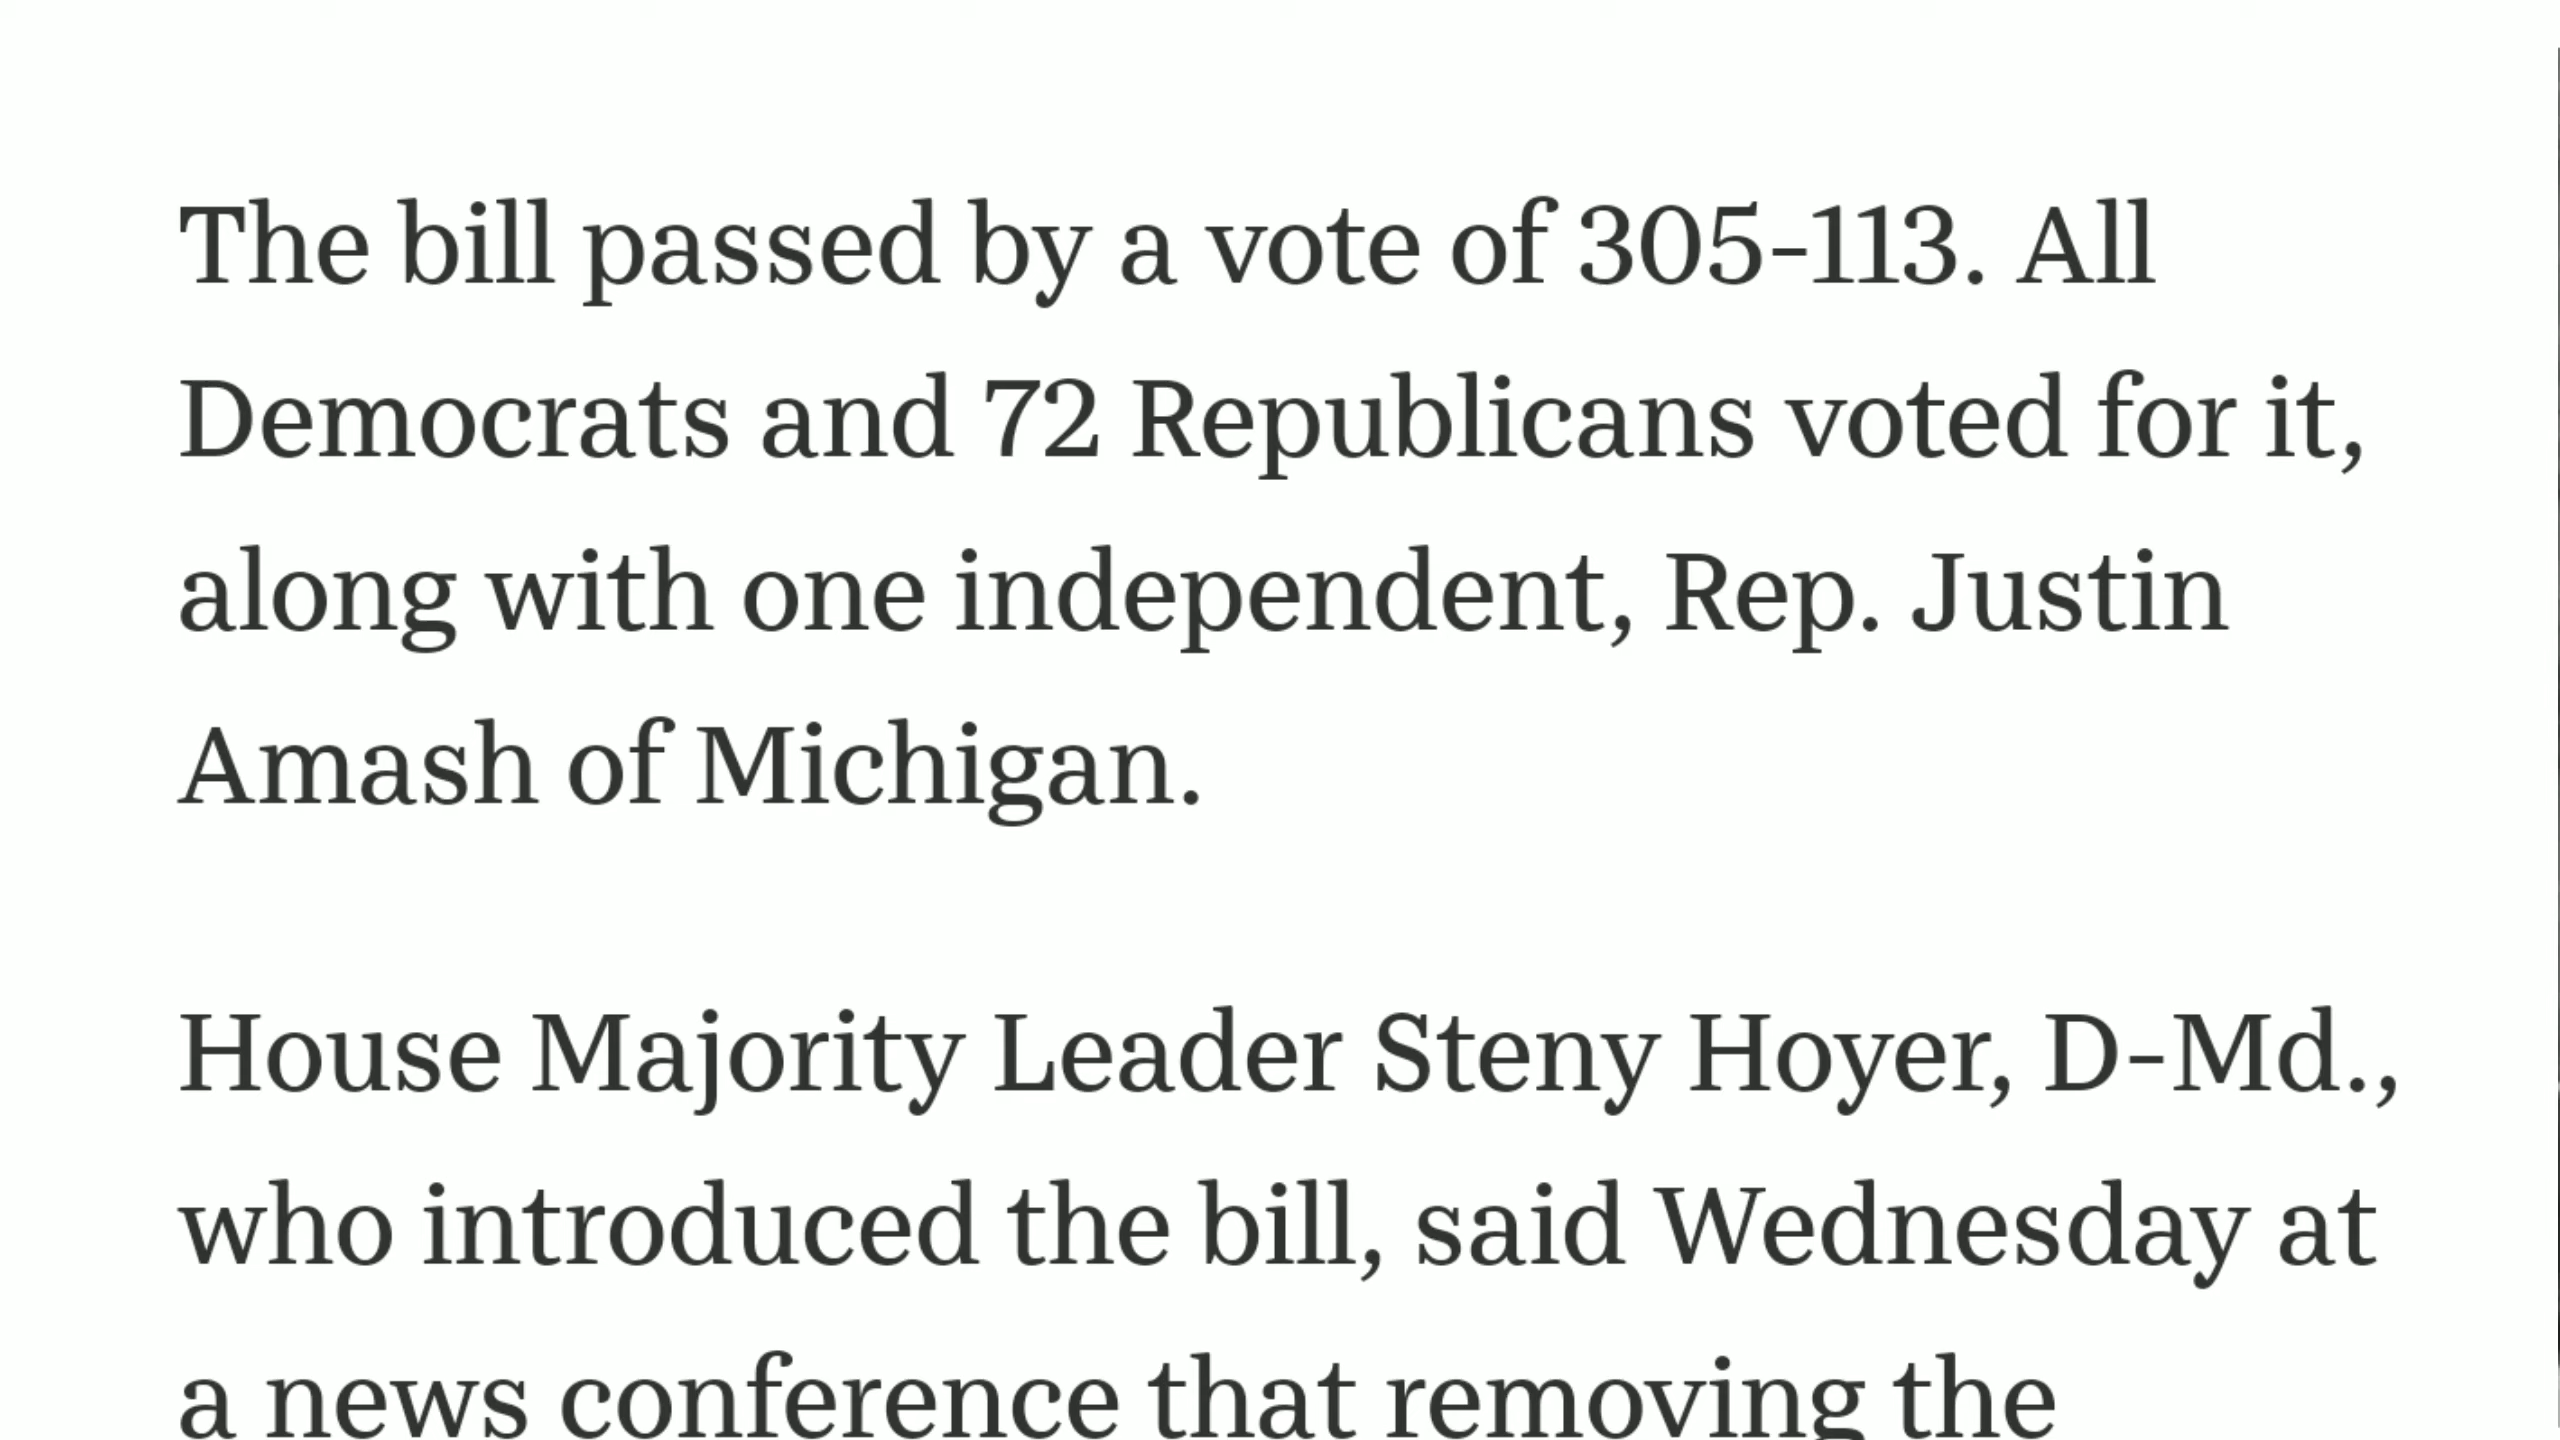 The bill passed by a vote of 305-113. All
Democrats and 72 Republicans voted for it,
along with one independent, Rep. Justin
Amash of Michigan.
House Majority Leader Steny Hoyer, D-Md.,
who introduced the bill, said Wednesday at
a news conference that removing the